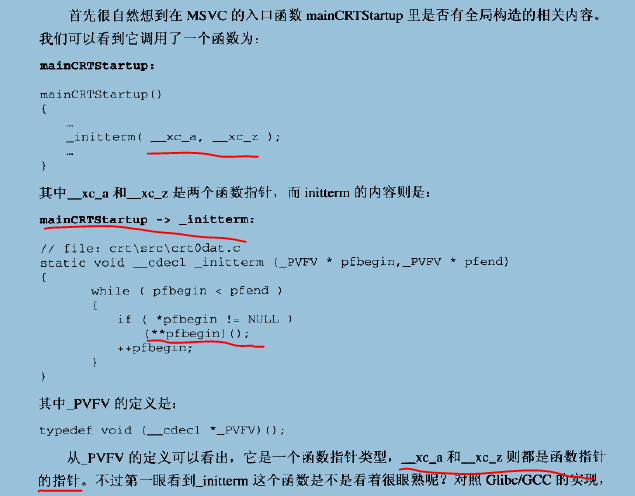 首先很自然想到在 MSVC 的入口函数 mainCRTStartup 里是否有全局构造的相关内容。
我们可以看到它调用了一个函数为：
mainCRTStartup:
mainCRTStartup()
{
…
_initterm( __xc_a, __xc_z );
…
}
其中__xc_a 和__xc_z 是两个函数指针，而 initterm 的内容则是：
mainCRTStartup -> _initterm:
// file: crt\src\crt0dat.c
static void __cdecl _initterm (_PVFV * pfbegin,_PVFV * pfend)
{
while ( pfbegin < pfend )
{
if ( *pfbegin != NULL )
(**pfbegin)();
++pfbegin;
}
}
其中_PVFV 的定义是：
typedef void (__cdecl *_PVFV)();
从_PVFV 的定义可以看出，它是一个函数指针类型，__xc_a 和__xc_z 则都是函数指针
的指针。不过第一眼看到_initterm 这个函数是不是看着很眼熟呢？对照 Glibc/GCC 的实现，